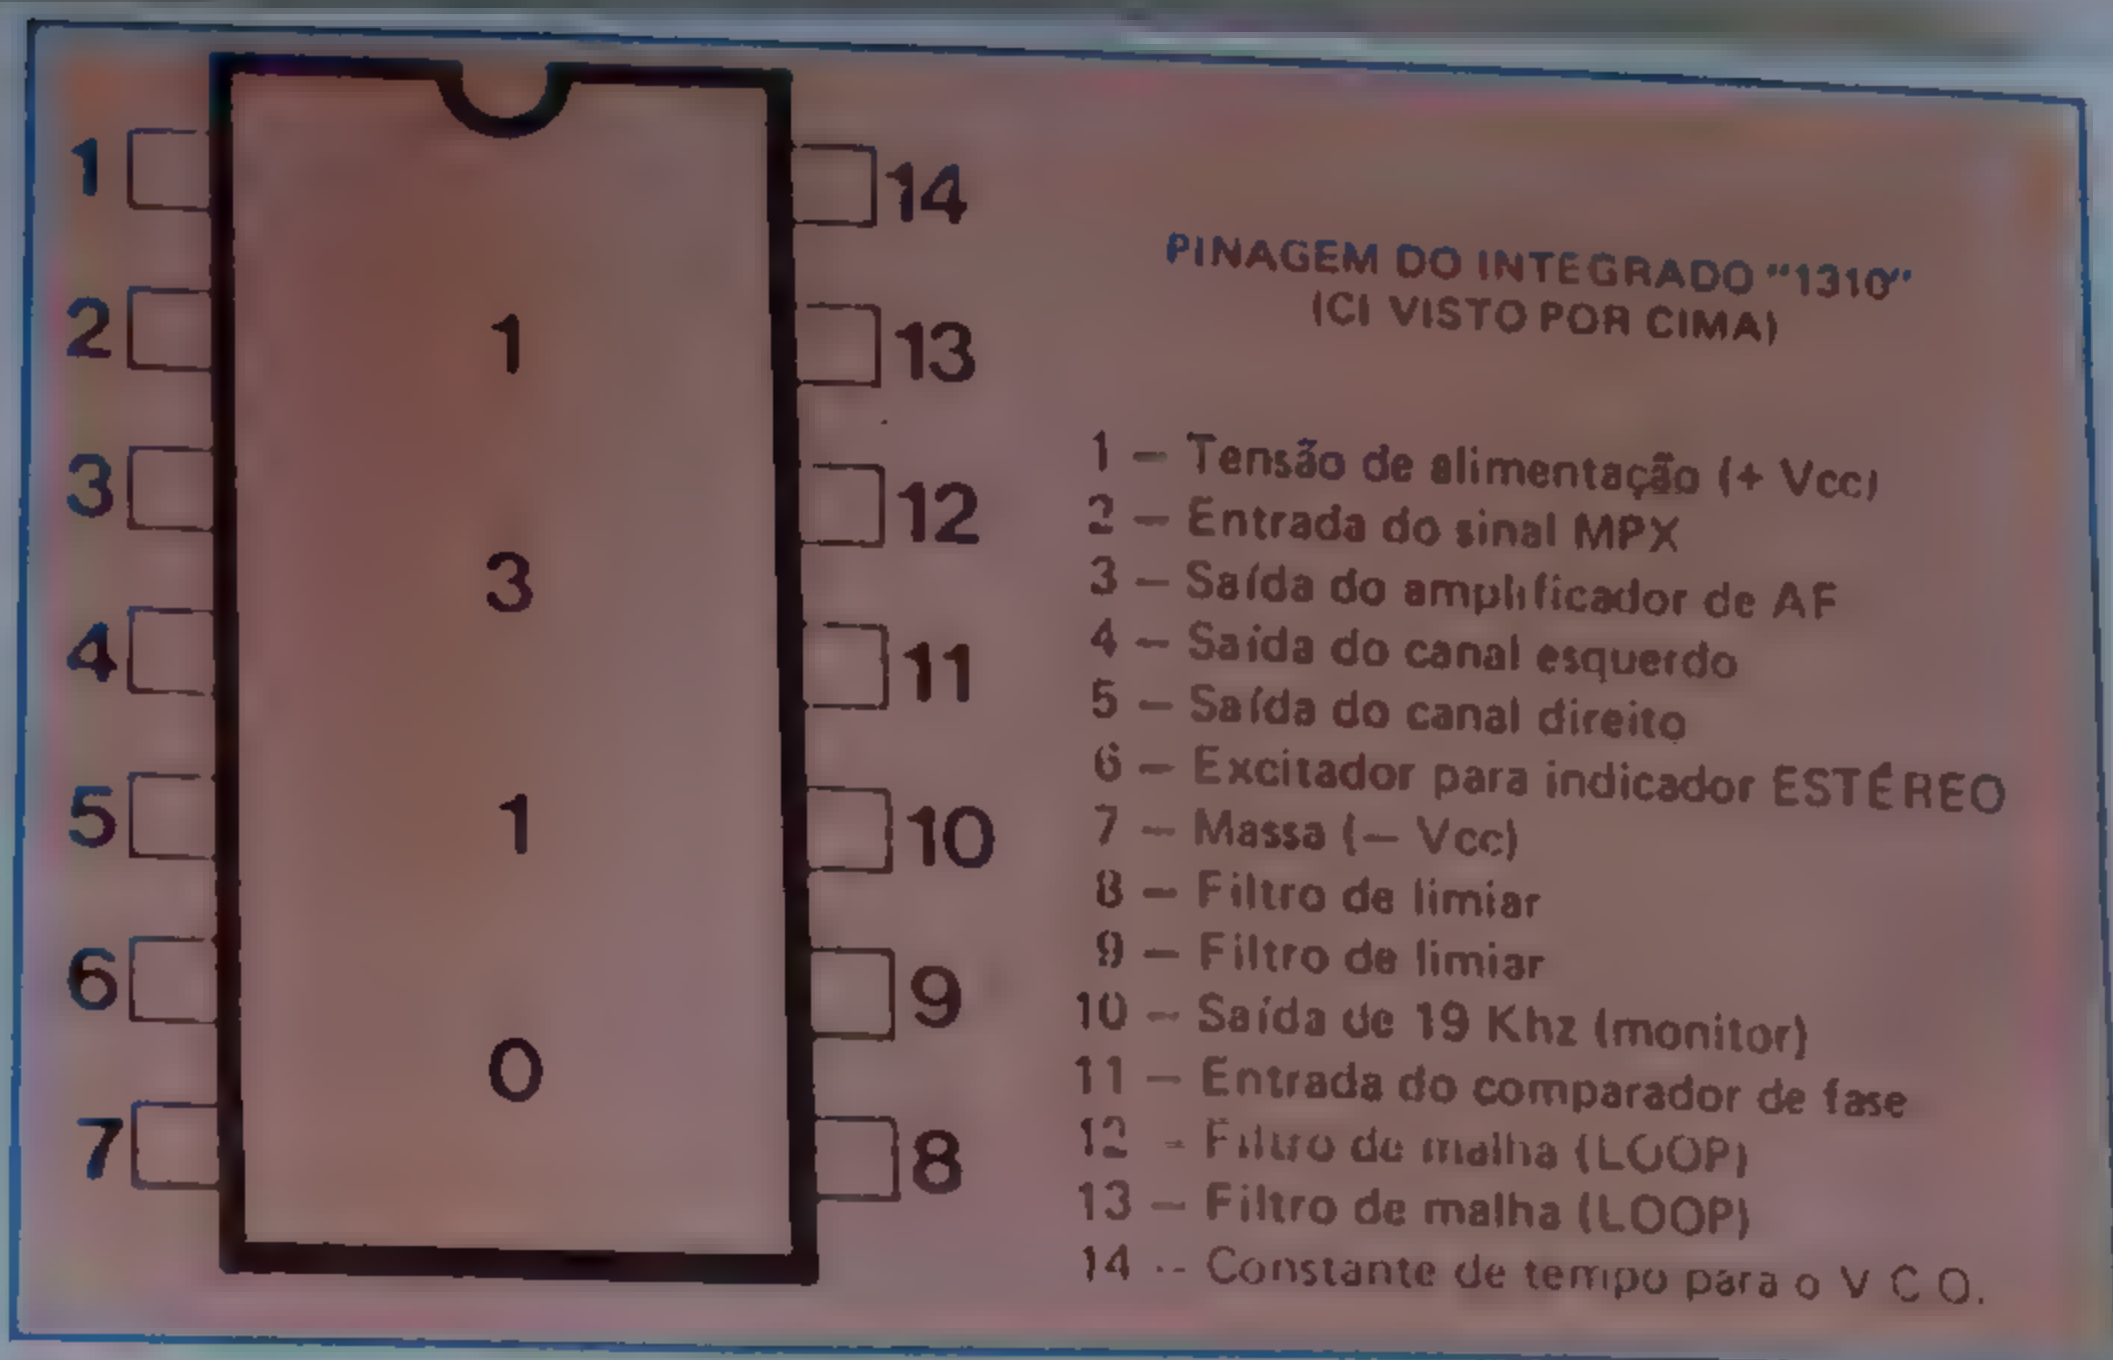 1
2
3
4
5
6
7
14
13
12
11
10
9
8
1
3
1
0
PINAGEM DO INTEGRADO "1310"
(CI VISTO POR CIMA)
1 — Tensão de alimentação (+ Vcc)
2 — Entrada do sinal MPX
3 — Saída do amplificador de AF
4 — Saída do canal esquerdo
5 — Saída do canal direito
6 — Excitador para indicador ESTÉREO
7 — Massa (— Vcc)
8 — Filtro de limiar
9 — Filtro de limiar
10 — Saída de 19 Khz (monitor)
11 — Entrada do comparador de fase
12 - Filtro de malha (LOOP)
13 — Filtro de malha (LOOP)
14 -- Constante de tempo para o V C O.